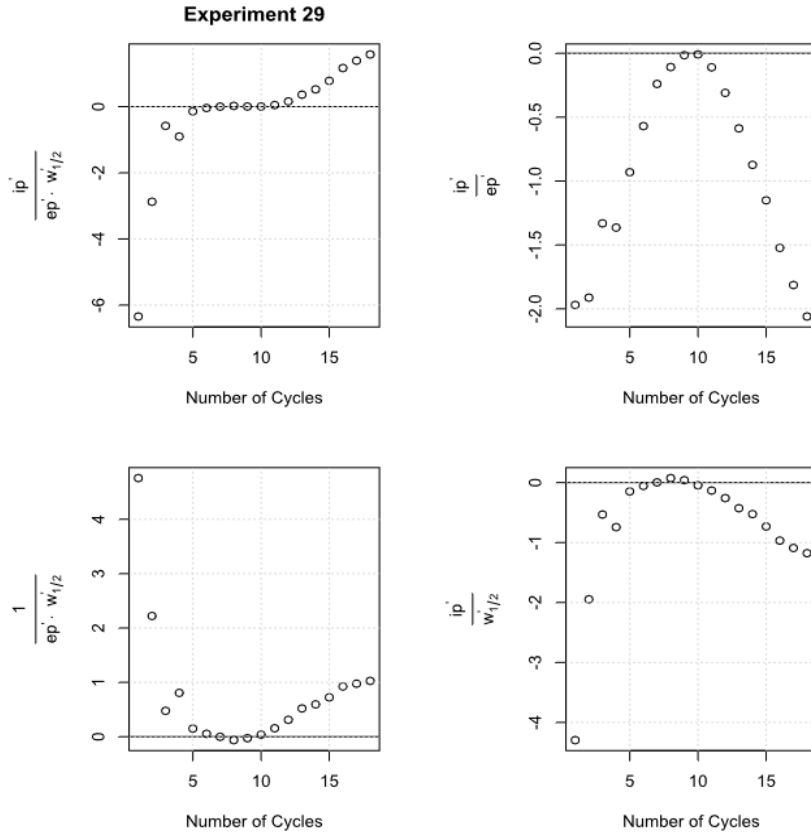 Experiment 29
ip'
ep' · w'1/2
0
-2
-4
-6
5 10 15
Number of Cycles
ip'
ep'
0.0
-0.5
-1.0
-1.5
-2.0
5 10 15
Number of Cycles
1
ep' · w'1/2
4
3
2
1
0
5 10 15
Number of Cycles
ip'
w'1/2
0
-1
-2
-3
-4
5 10 15
Number of Cycles